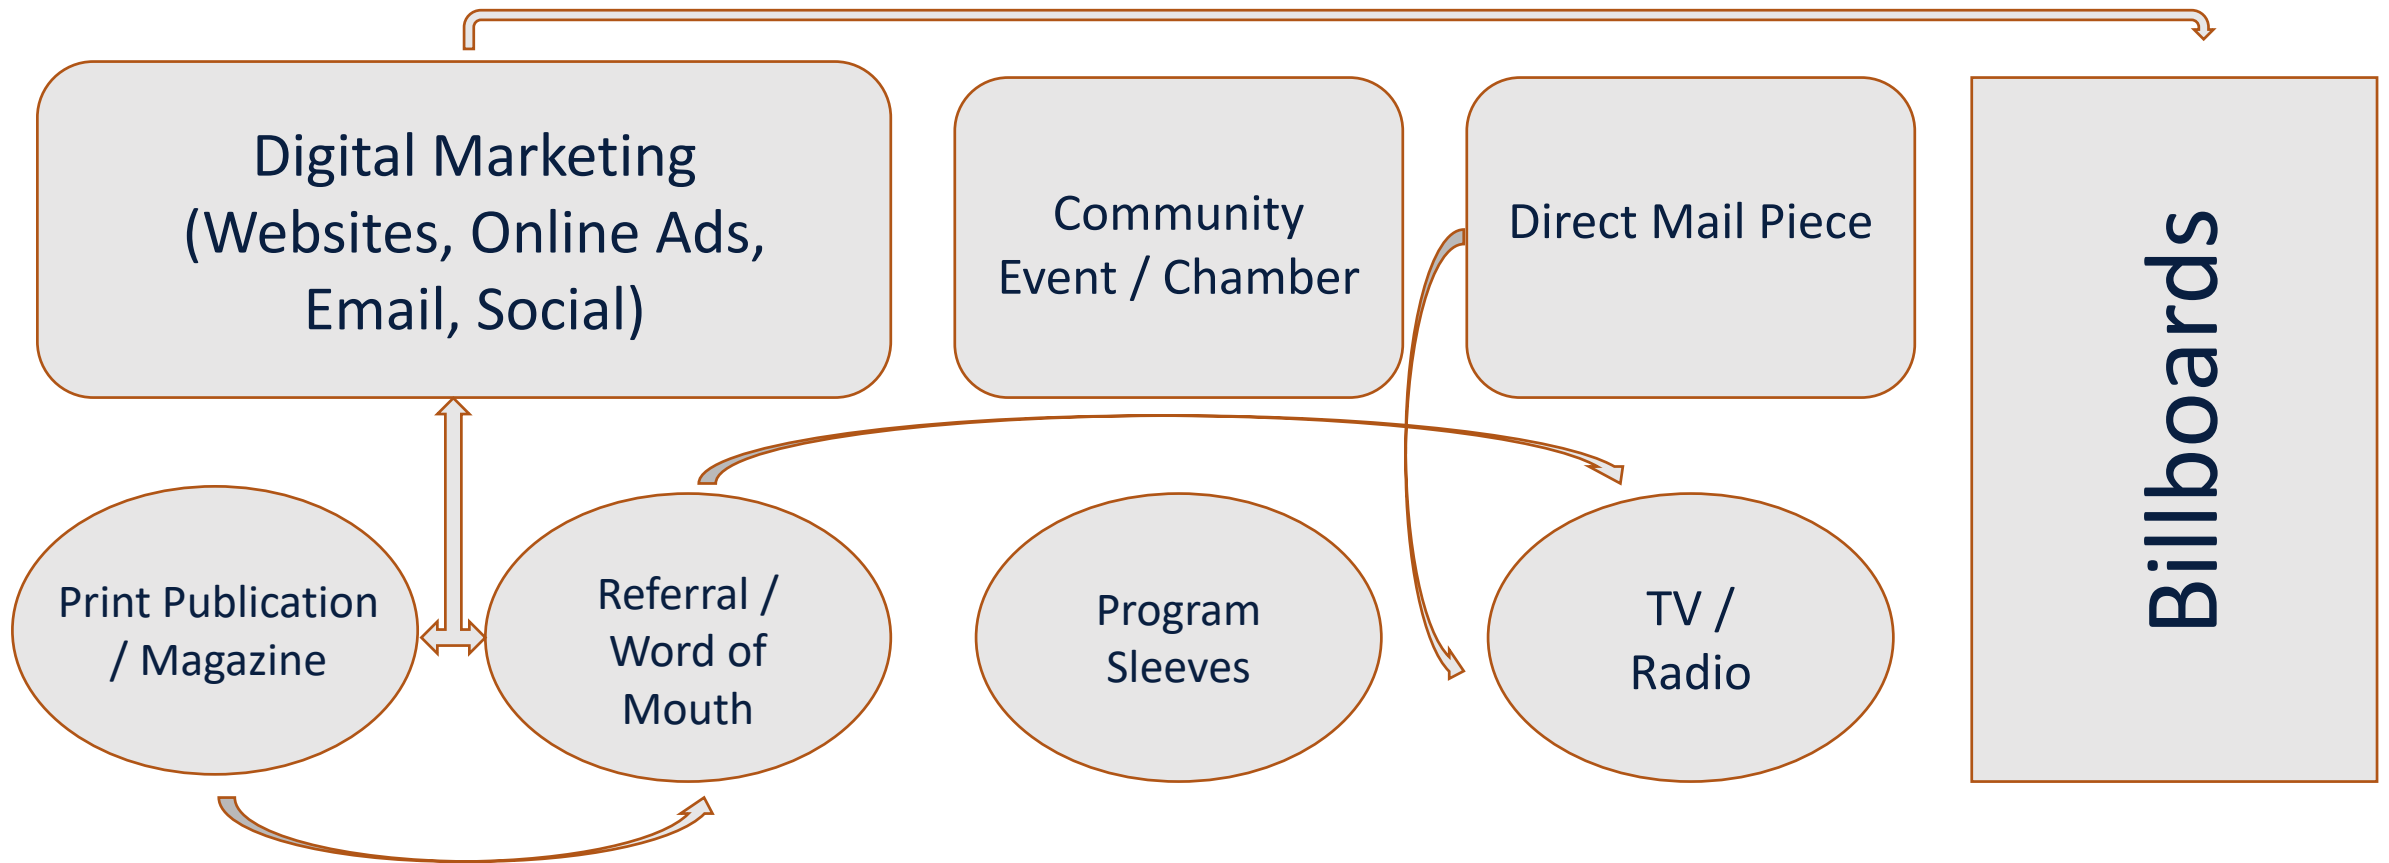 Digital Marketing
(Websites, Online Ads,
Email, Social)
Community
Event / Chamber
Direct Mail Piece
Billboards
Print Publication
/ Magazine
Referral /
Word of
Mouth
Program
Sleeves
TV /
Radio